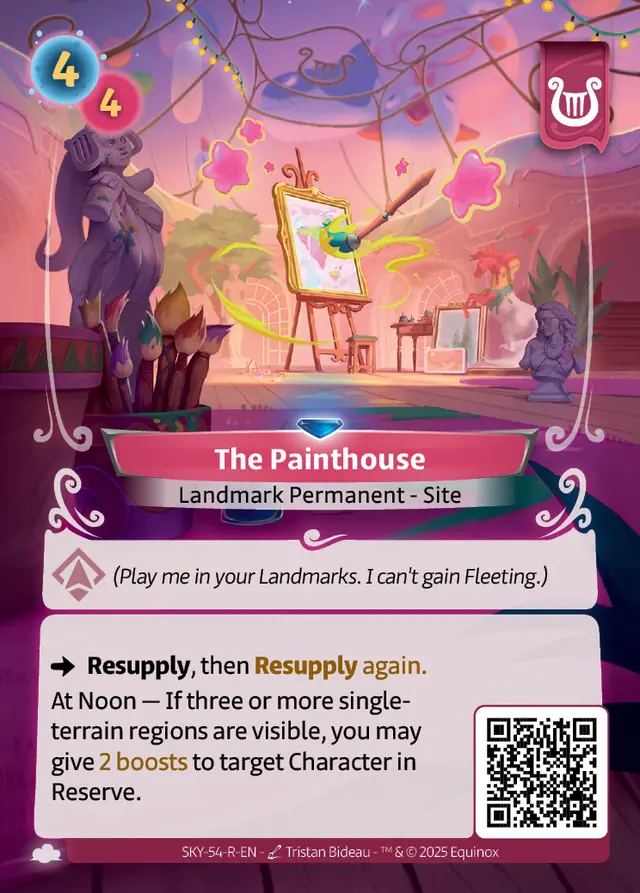 4
4
The Painthouse
Landmark Permanent - Site
(Play me in your Landmarks. I can't gain Fleeting.)
Resupply, then Resupply again.
At Noon — If three or more single-
terrain regions are visible, you may
give 2 boosts to target Character in
Reserve.
SKY-54-R-EN - Tristan Bideau - ™ & © 2025 Equinox